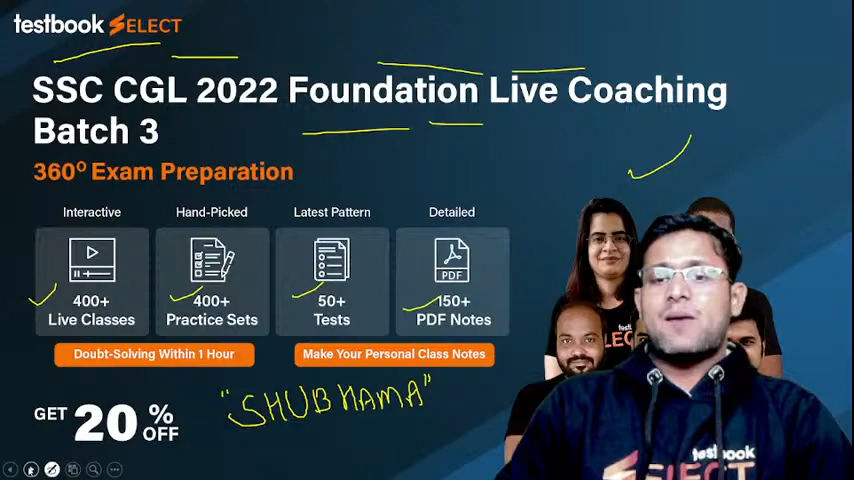 testbook SELECT
SSC CGL 2022 Foundation Live Coaching
Batch 3
360° Exam Preparation
Interactive
400+
Live Classes
Hand-Picked
400+
Practice Sets
Latest Pattern
50+
Tests
Detailed
PDF
150+
PDF Notes
Doubt-Solving Within 1 Hour
Make Your Personal Class Notes
GET 20% OFF
"SHUBHAMA"
testbook
SELECT